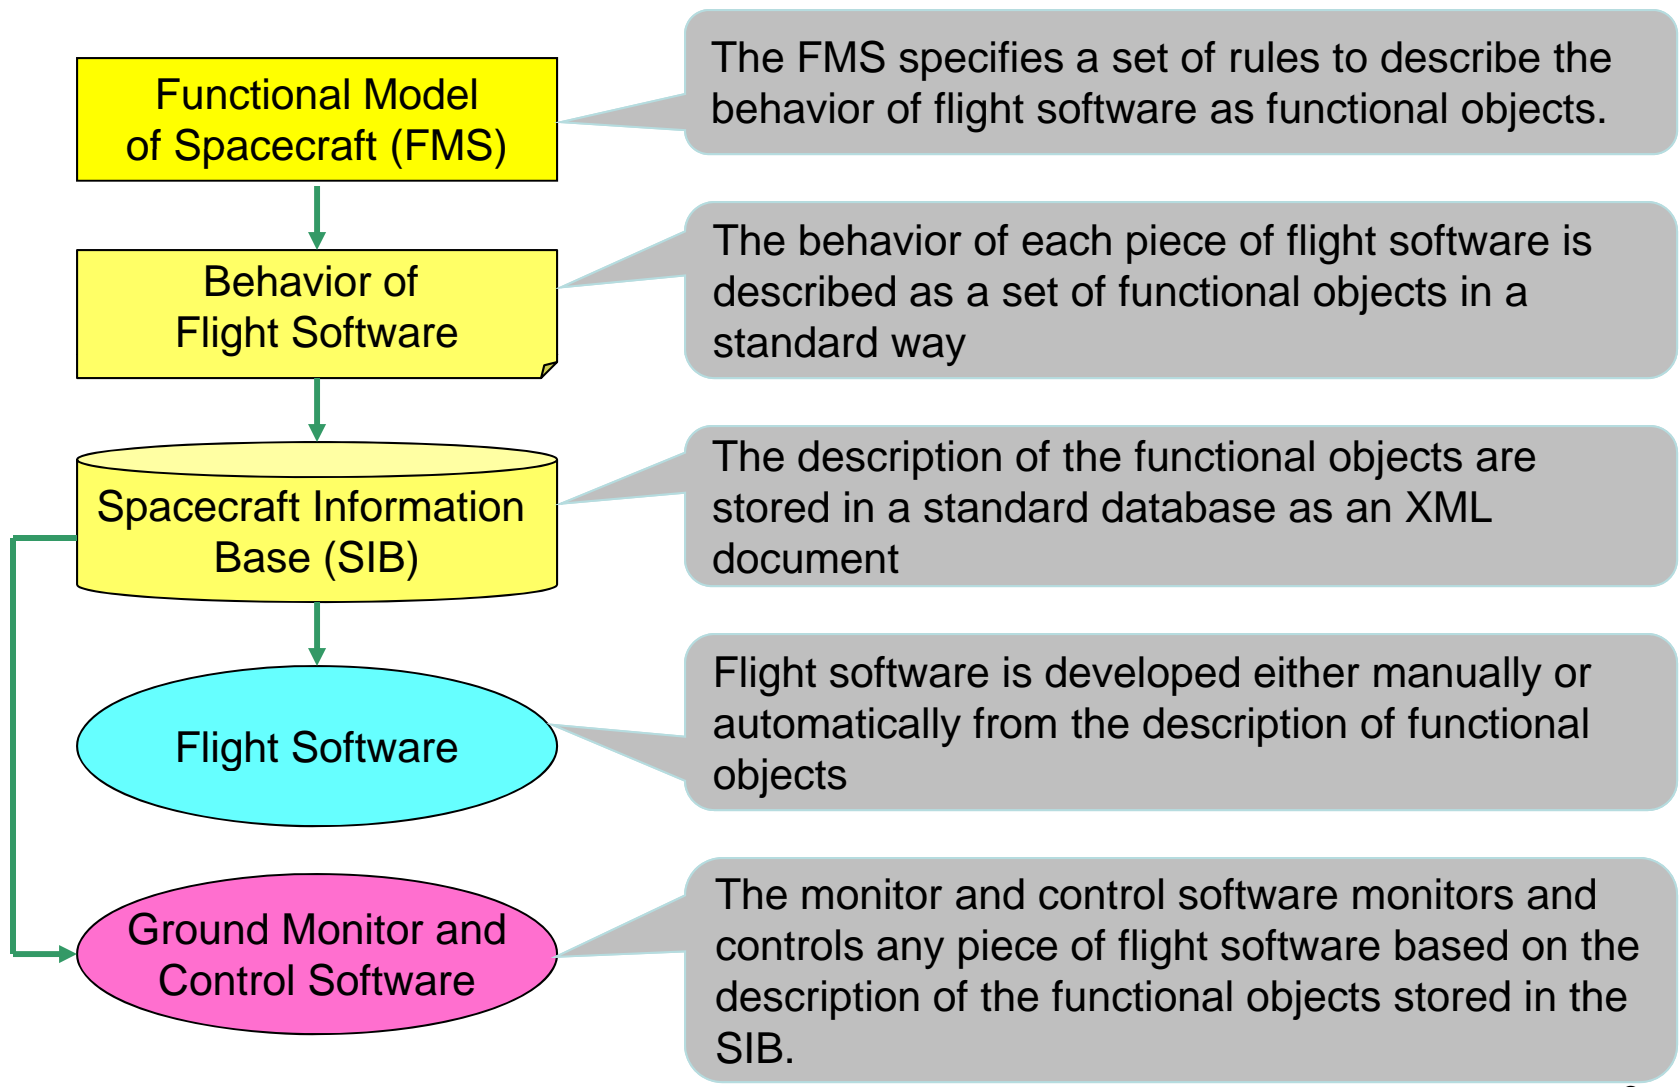 Functional Model
of Spacecraft (FMS)
The FMS specifies a set of rules to describe the
behavior of flight software as functional objects.
Behavior of
Flight Software
The behavior of each piece of flight software is
described as a set of functional objects in a
standard way
Spacecraft Information
Base (SIB)
The description of the functional objects are
stored in a standard database as an XML
document
Flight Software
Flight software is developed either manually or
automatically from the description of functional
objects
Ground Monitor and
Control Software
The monitor and control software monitors and
controls any piece of flight software based on the
description of the functional objects stored in the
SIB.